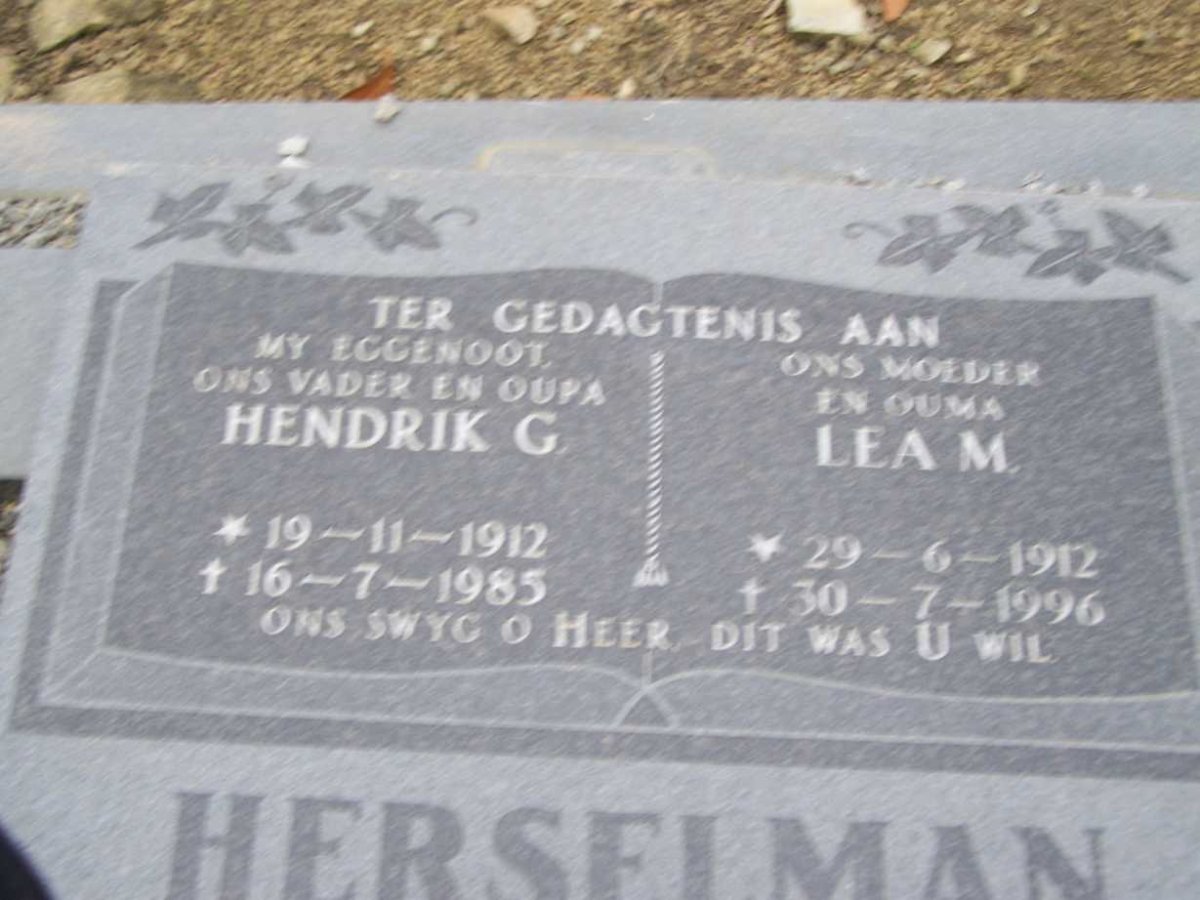 TER GEDAGTENIS AAN
MY EGGENOOT,
ONS VADER EN OUPA
HENDRIK G.
★ 19-11-1912
† 16-7-1985
ONS MOEDER
EN OUMA
LEA M.
★ 29-6-1912
† 30-7-1996
ONS SWYG O HEER, DIT WAS U WIL.
HERSELMAN